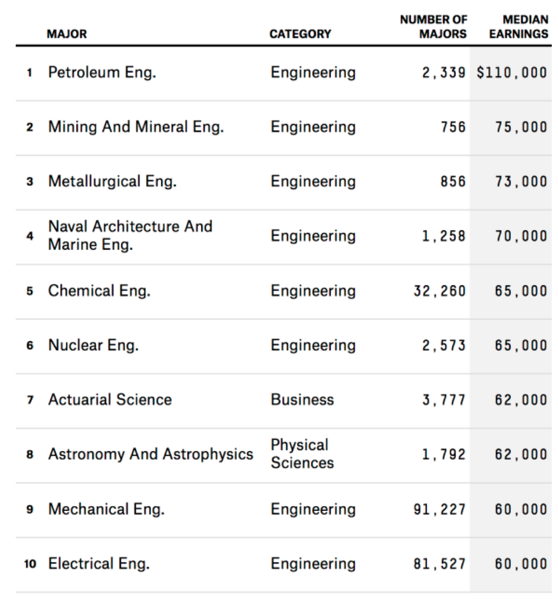 MAJOR CATEGORY NUMBER OF MAJORS MEDIAN EARNINGS
1 Petroleum Eng. Engineering 2,339 $110,000
2 Mining And Mineral Eng. Engineering 756 75,000
3 Metallurgical Eng. Engineering 856 73,000
4 Naval Architecture And Marine Eng. Engineering 1,258 70,000
5 Chemical Eng. Engineering 32,260 65,000
6 Nuclear Eng. Engineering 2,573 65,000
7 Actuarial Science Business 3,777 62,000
8 Astronomy And Astrophysics Physical Sciences 1,792 62,000
9 Mechanical Eng. Engineering 91,227 60,000
10 Electrical Eng. Engineering 81,527 60,000